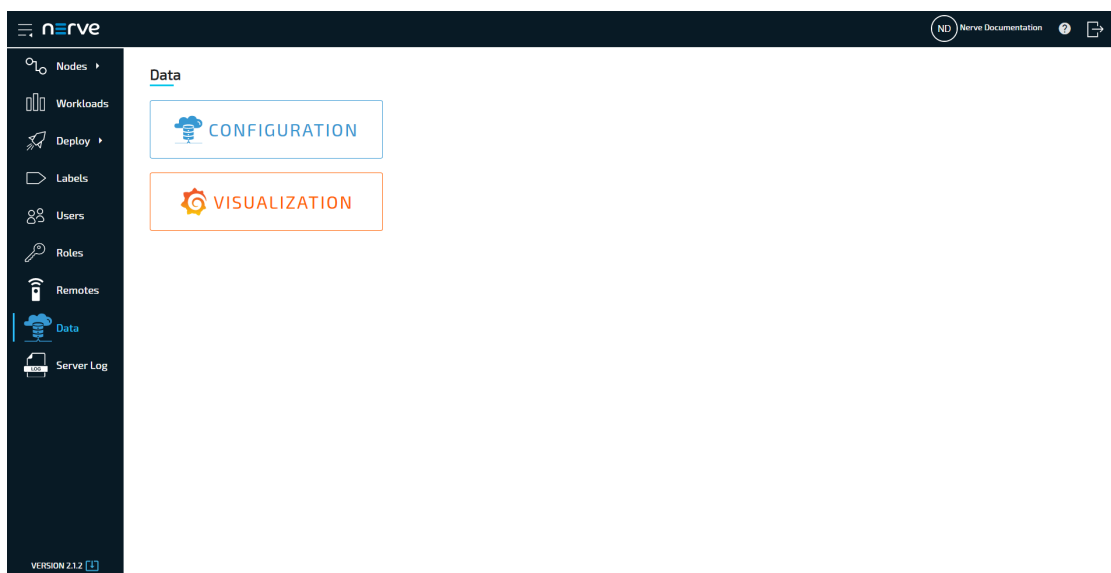 nerve
ND Nerve Documentation ?
Nodes
Workloads
Deploy
Labels
Users
Roles
Remotes
Data
LOG Server Log
VERSION 2.1.2
Data
CONFIGURATION
VISUALIZATION